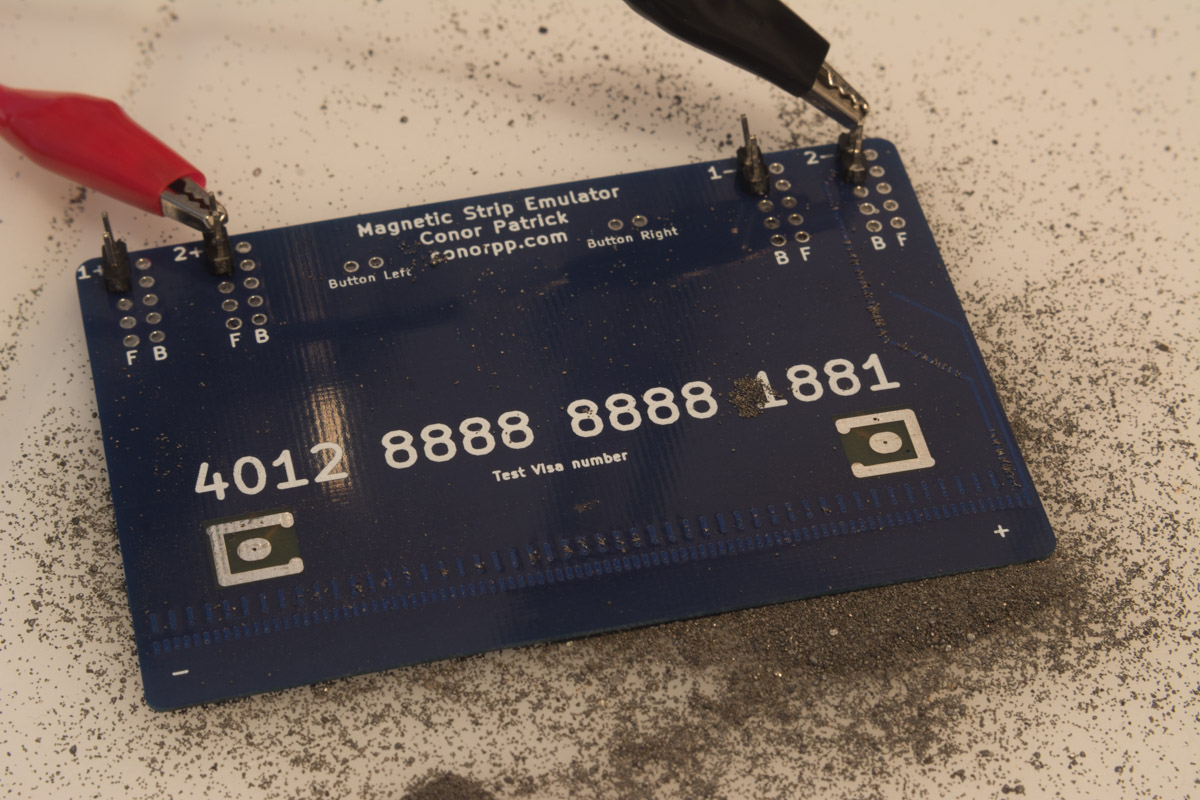 Magnetic Strip Emulator
Conor Patrick
conorpp.com
1+
2+
Button Left
Button Right
1-
2-
F B
F B
B F
B F
4012 8888 8888 1881
Test Visa number
+
-